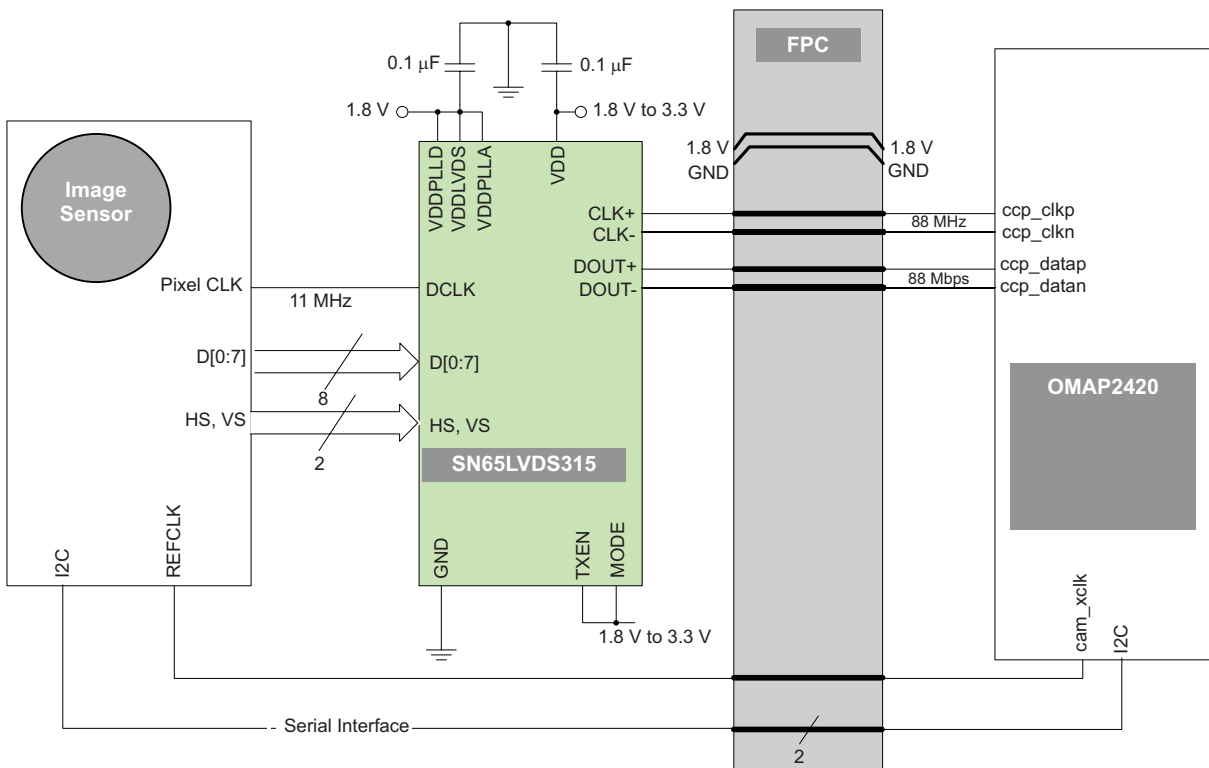 0.1 μF
0.1 μF
1.8 V
1.8 V to 3.3 V
FPC
1.8 V
GND
1.8 V
GND
Image
Sensor
VDDPLLD
VDDLVDS
VDDPLLA
VDD
CLK+
CLK-
88 MHz
ccp_clkp
ccp_clkn
DOUT+
DOUT-
88 Mbps
ccp_datap
ccp_datan
Pixel CLK
11 MHz
DCLK
D[0:7]
8
D[0:7]
HS, VS
2
HS, VS
SN65LVDS315
OMAP2420
I2C
REFCLK
GND
TXEN
MODE
1.8 V to 3.3 V
cam_xclk
I2C
Serial Interface
2